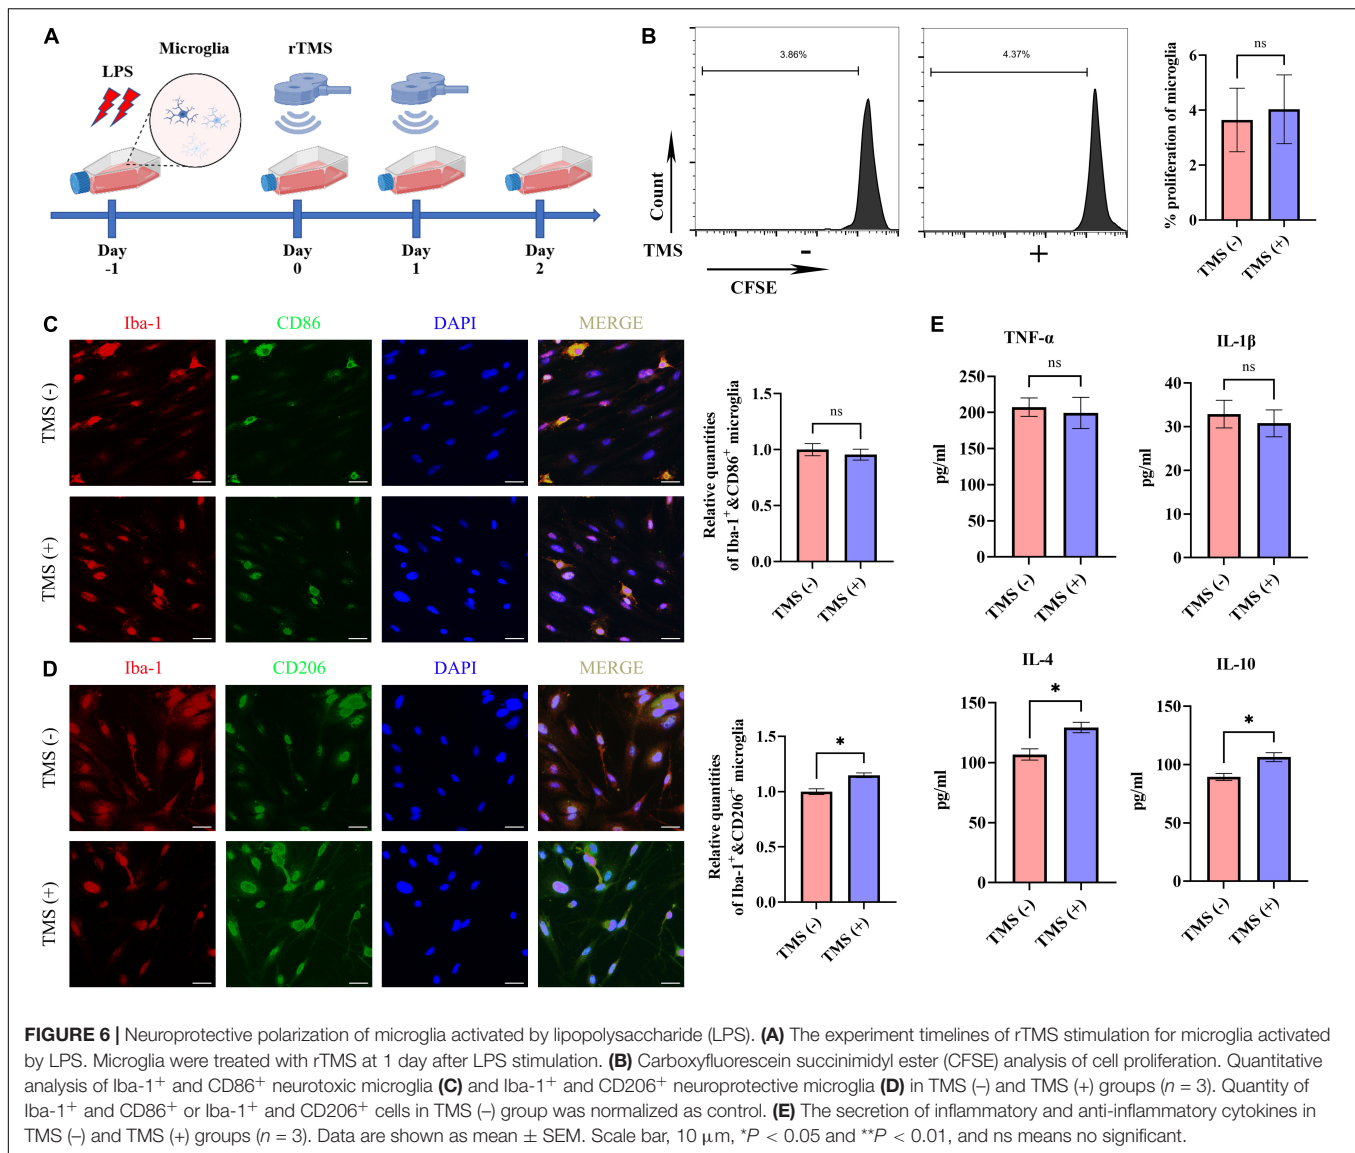 A
LPS
Microglia
rTMS
Day
-1
Day
0
Day
1
Day
2
B
3.86%
4.37%
Count
TMS
-
+
CFSE
% proliferation of microglia
6
4
2
0
ns
TMS (-)
TMS (+)
C
Iba-1
CD86
DAPI
MERGE
TMS (-)
TMS (+)
Relative quantities
of Iba-1⁺&CD86⁺ microglia
1.5
1.0
0.5
0.0
ns
TMS (-)
TMS (+)
D
Iba-1
CD206
DAPI
MERGE
TMS (-)
TMS (+)
Relative quantities
of Iba-1⁺&CD206⁺ microglia
1.5
1.0
0.5
0.0
*
TMS (-)
TMS (+)
E
TNF-α
pg/ml
250
200
150
100
50
0
ns
TMS (-)
TMS (+)
IL-1β
pg/ml
40
30
20
10
0
ns
TMS (-)
TMS (+)
IL-4
pg/ml
150
100
50
0
*
TMS (-)
TMS (+)
IL-10
pg/ml
150
100
50
0
*
TMS (-)
TMS (+)
FIGURE 6 | Neuroprotective polarization of microglia activated by lipopolysaccharide (LPS). (A) The experiment timelines of rTMS stimulation for microglia activated
by LPS. Microglia were treated with rTMS at 1 day after LPS stimulation. (B) Carboxyfluorescein succinimidyl ester (CFSE) analysis of cell proliferation. Quantitative
analysis of Iba-1⁺ and CD86⁺ neurotoxic microglia (C) and Iba-1⁺ and CD206⁺ neuroprotective microglia (D) in TMS (–) and TMS (+) groups (n = 3). Quantity of
Iba-1⁺ and CD86⁺ or Iba-1⁺ and CD206⁺ cells in TMS (–) group was normalized as control. (E) The secretion of inflammatory and anti-inflammatory cytokines in
TMS (–) and TMS (+) groups (n = 3). Data are shown as mean ± SEM. Scale bar, 10 μm, *P < 0.05 and **P < 0.01, and ns means no significant.